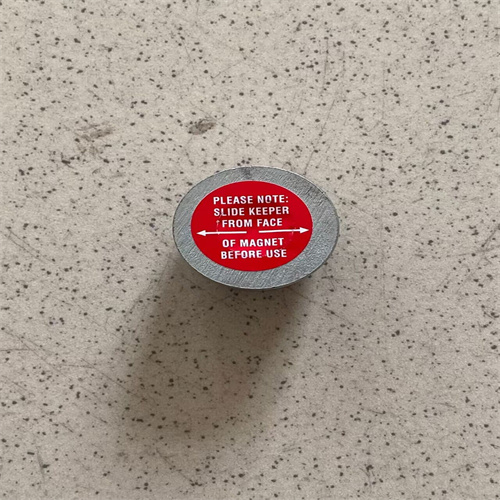 PLEASE NOTE:
SLIDE KEEPER
FROM FACE
OF MAGNET
BEFORE USE